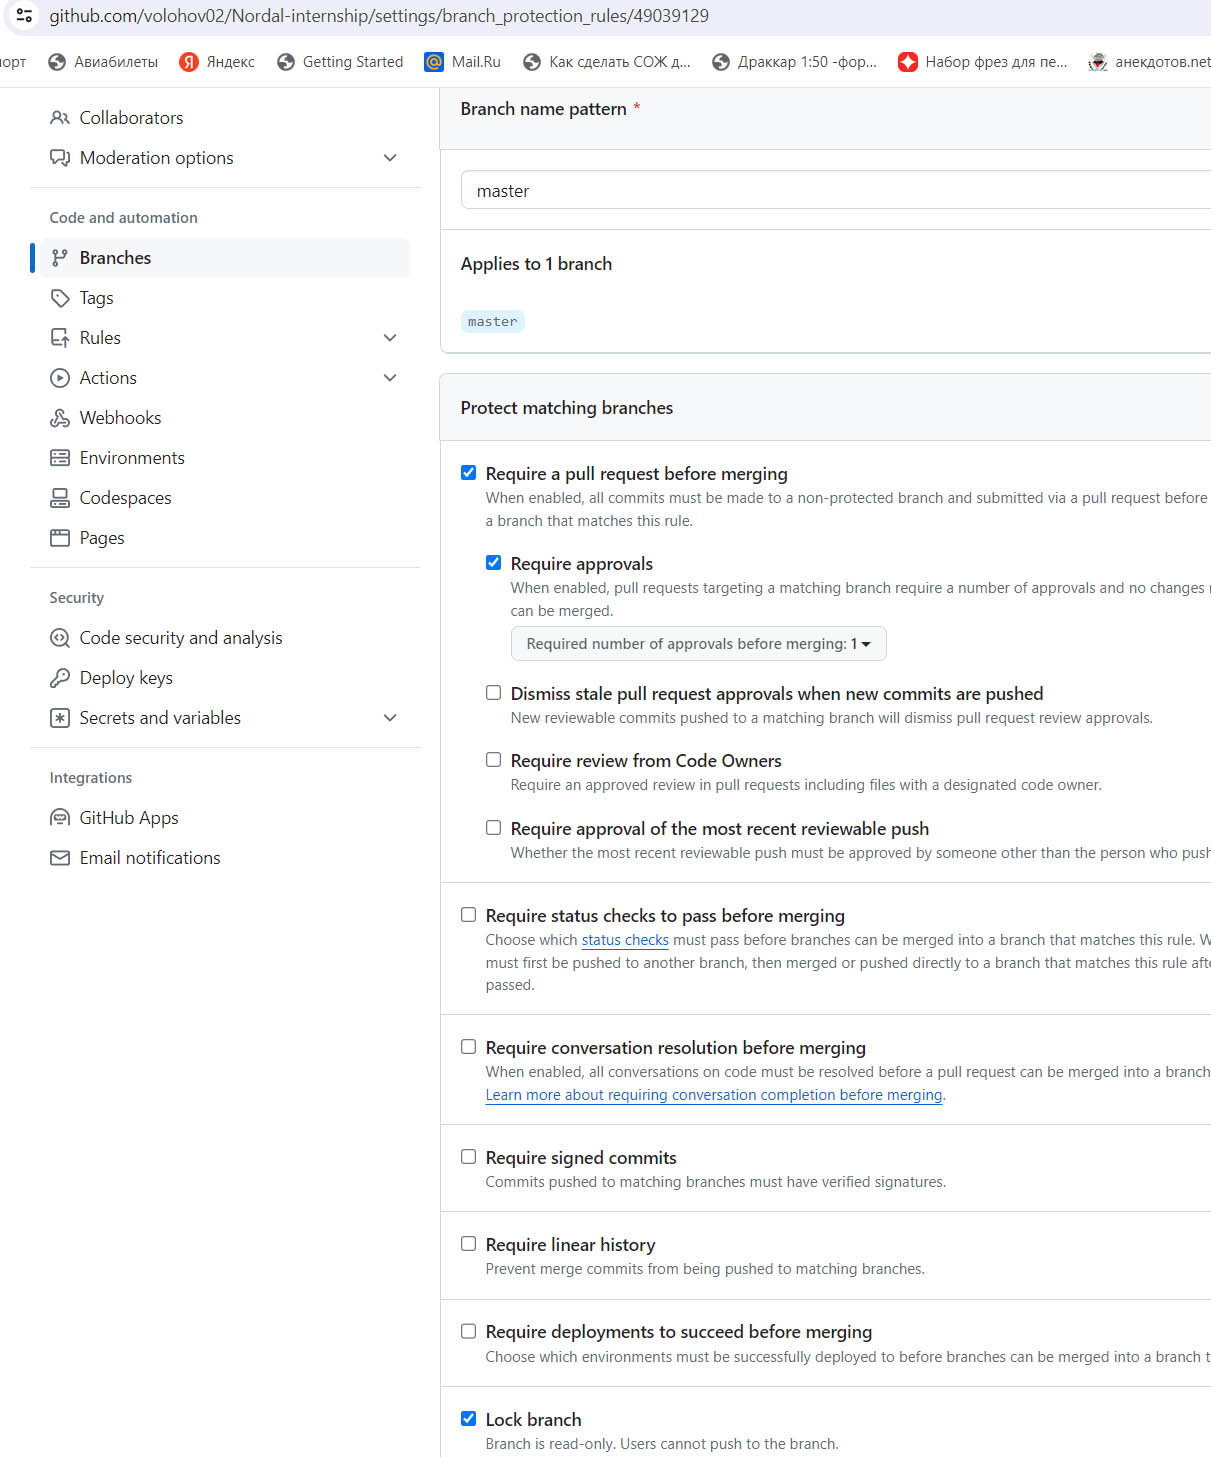 github.com/volohov02/Nordal-internship/settings/branch_protection_rules/49039129
орт Авиабилеты Яндекс Getting Started Mail.Ru Как сделать СОЖ д... Драккар 1:50 -фор... Набор фрез для пе... анекдотов.net
Collaborators
Moderation options
Code and automation
Branches
Tags
Rules
Actions
Webhooks
Environments
Codespaces
Pages
Security
Code security and analysis
Deploy keys
Secrets and variables
Integrations
GitHub Apps
Email notifications
Branch name pattern *
master
Applies to 1 branch
master
Protect matching branches
Require a pull request before merging
When enabled, all commits must be made to a non-protected branch and submitted via a pull request before
a branch that matches this rule.
Require approvals
When enabled, pull requests targeting a matching branch require a number of approvals and no changes
can be merged.
Required number of approvals before merging: 1
Dismiss stale pull request approvals when new commits are pushed
New reviewable commits pushed to a matching branch will dismiss pull request review approvals.
Require review from Code Owners
Require an approved review in pull requests including files with a designated code owner.
Require approval of the most recent reviewable push
Whether the most recent reviewable push must be approved by someone other than the person who push
Require status checks to pass before merging
Choose which status checks must pass before branches can be merged into a branch that matches this rule. W
must first be pushed to another branch, then merged or pushed directly to a branch that matches this rule afte
passed.
Require conversation resolution before merging
When enabled, all conversations on code must be resolved before a pull request can be merged into a branch
Learn more about requiring conversation completion before merging.
Require signed commits
Commits pushed to matching branches must have verified signatures.
Require linear history
Prevent merge commits from being pushed to matching branches.
Require deployments to succeed before merging
Choose which environments must be successfully deployed to before branches can be merged into a branch t
Lock branch
Branch is read-only. Users cannot push to the branch.